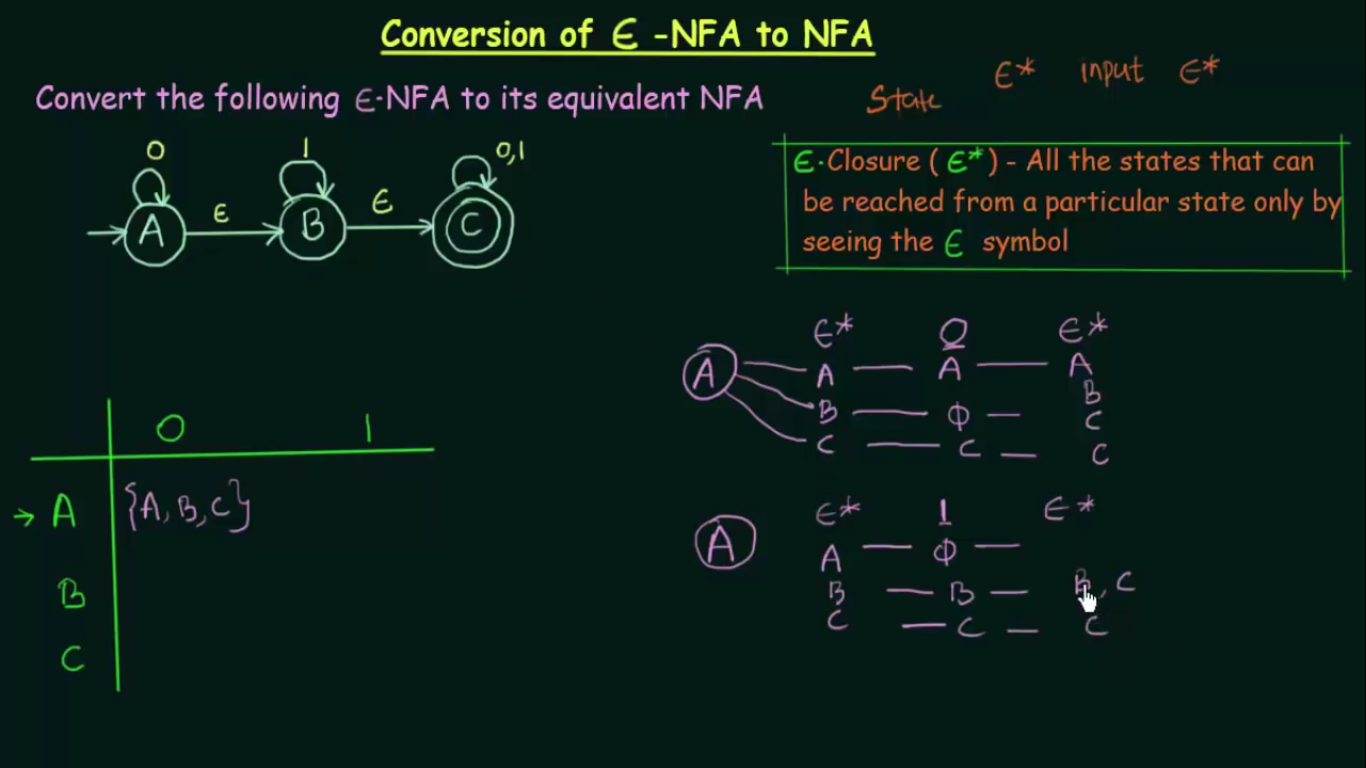 Conversion of ϵ -NFA to NFA
Convert the following ϵ-NFA to its equivalent NFA
State ϵ* input ϵ*
ϵ-Closure ( ϵ* ) - All the states that can
be reached from a particular state only by
seeing the ϵ symbol
0 1 0,1
A ϵ B ϵ C
ϵ* 0 ϵ*
A A A A
B
B Φ C
C C C
0 1
→ A {A, B, C}
B
C
ϵ* 1 ϵ*
A A Φ
B B B, C
C C C